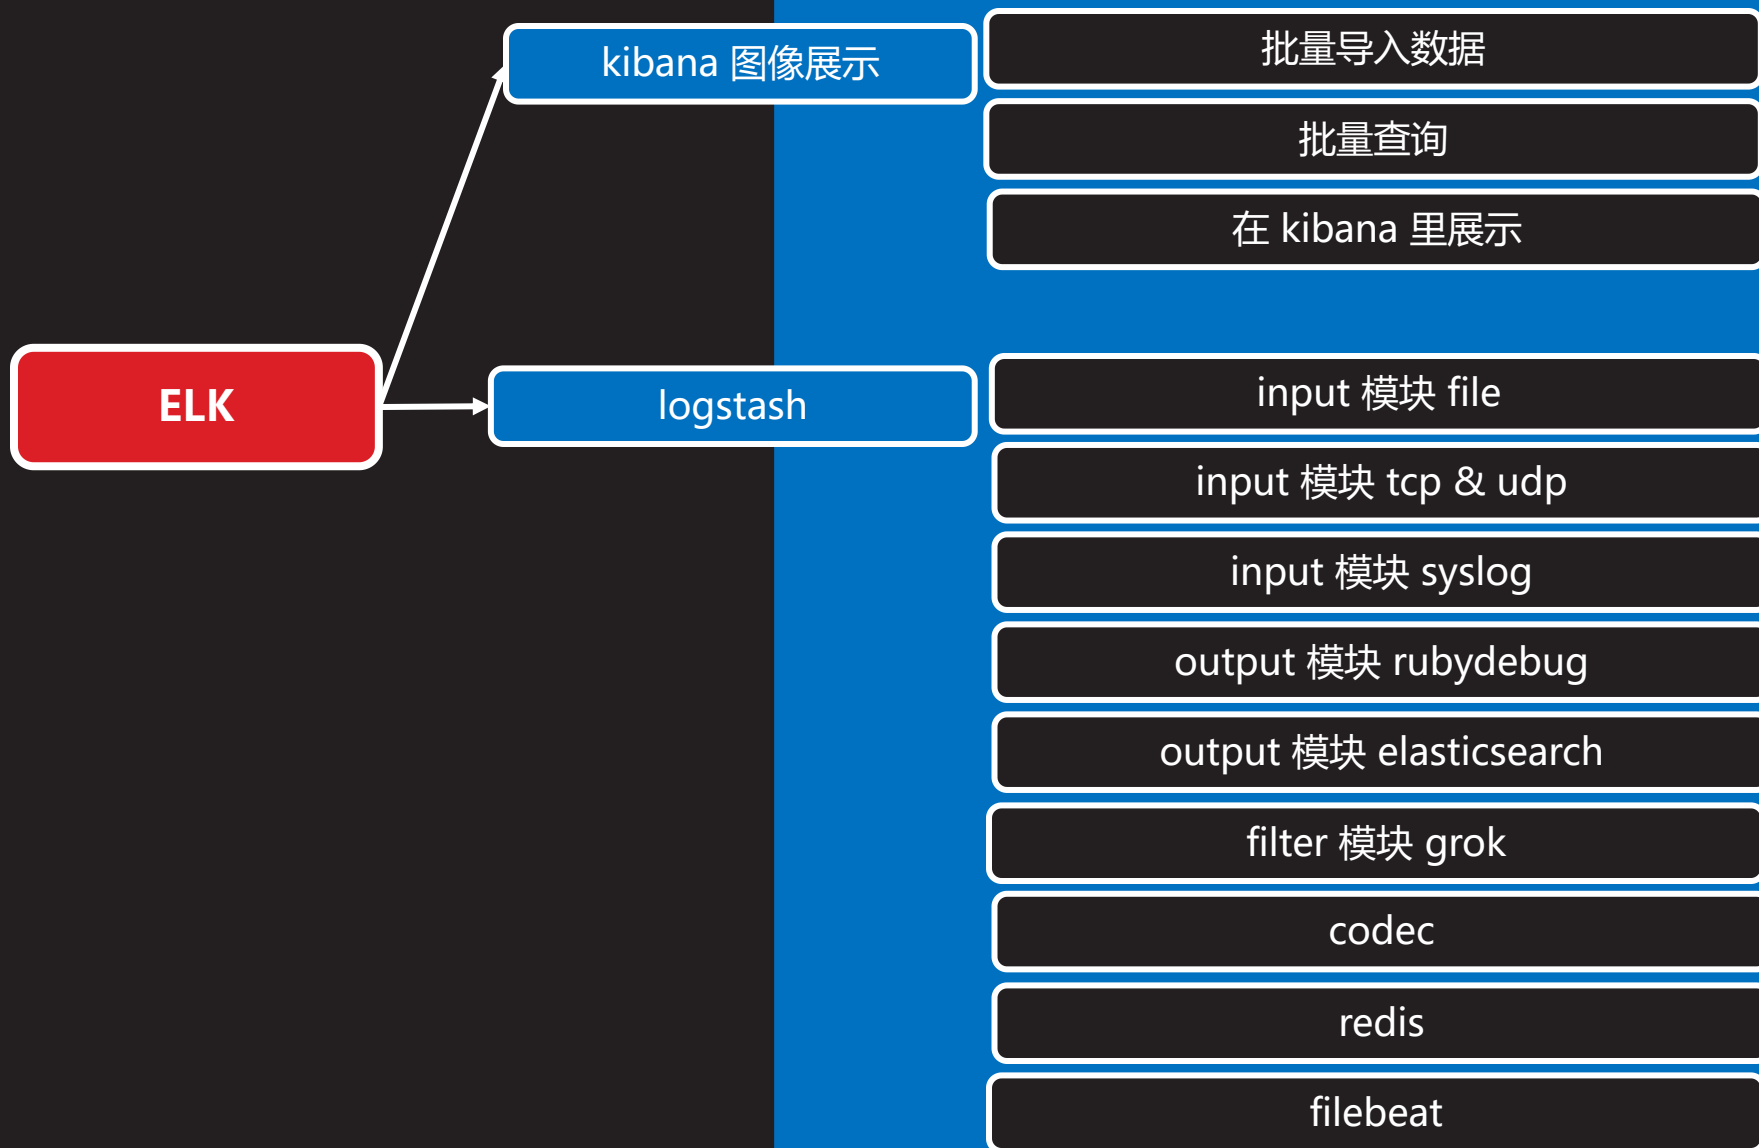 kibana 图像展示
批量导入数据
批量查询
在 kibana 里展示
ELK
logstash
input 模块 file
input 模块 tcp & udp
input 模块 syslog
output 模块 rubydebug
output 模块 elasticsearch
filter 模块 grok
codec
redis
filebeat